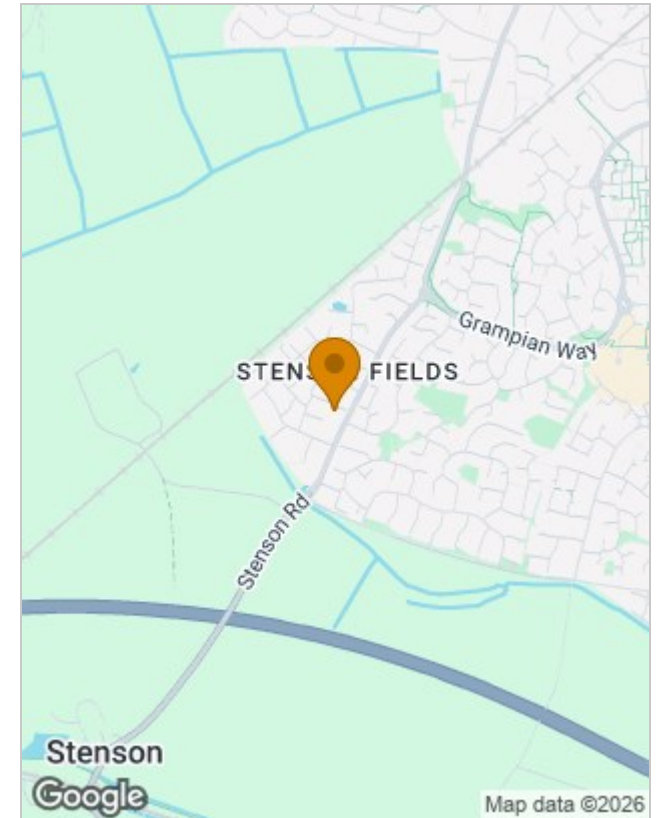 Grampian Way
STENS FIELDS
Stenson Rd
Stenson
Google
Map data ©2026